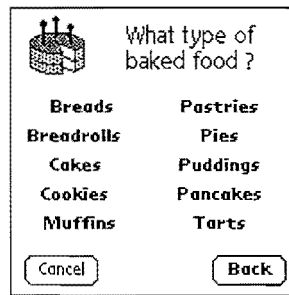 What type of
baked food ?
Breads Pastries
Breadrolls Pies
Cakes Puddings
Cookies Pancakes
Muffins Tarts
Cancel Back